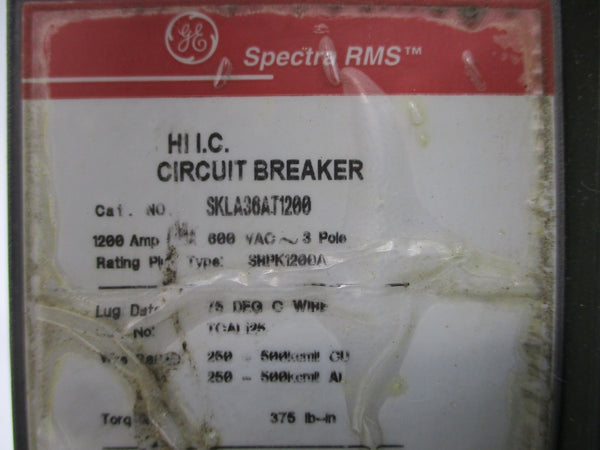 GE
Spectra RMS™
HI I.C.
CIRCUIT BREAKER
Cat. NO. SKLA36AT1200
1200 Amp 600 VAC ~ 3 Pole
Rating Type: SRPK1200A
Lug Data 75 DEG C WIRE
No:
250 - 500kcmil CU
250 - 500kcmil Al
375 lb-in